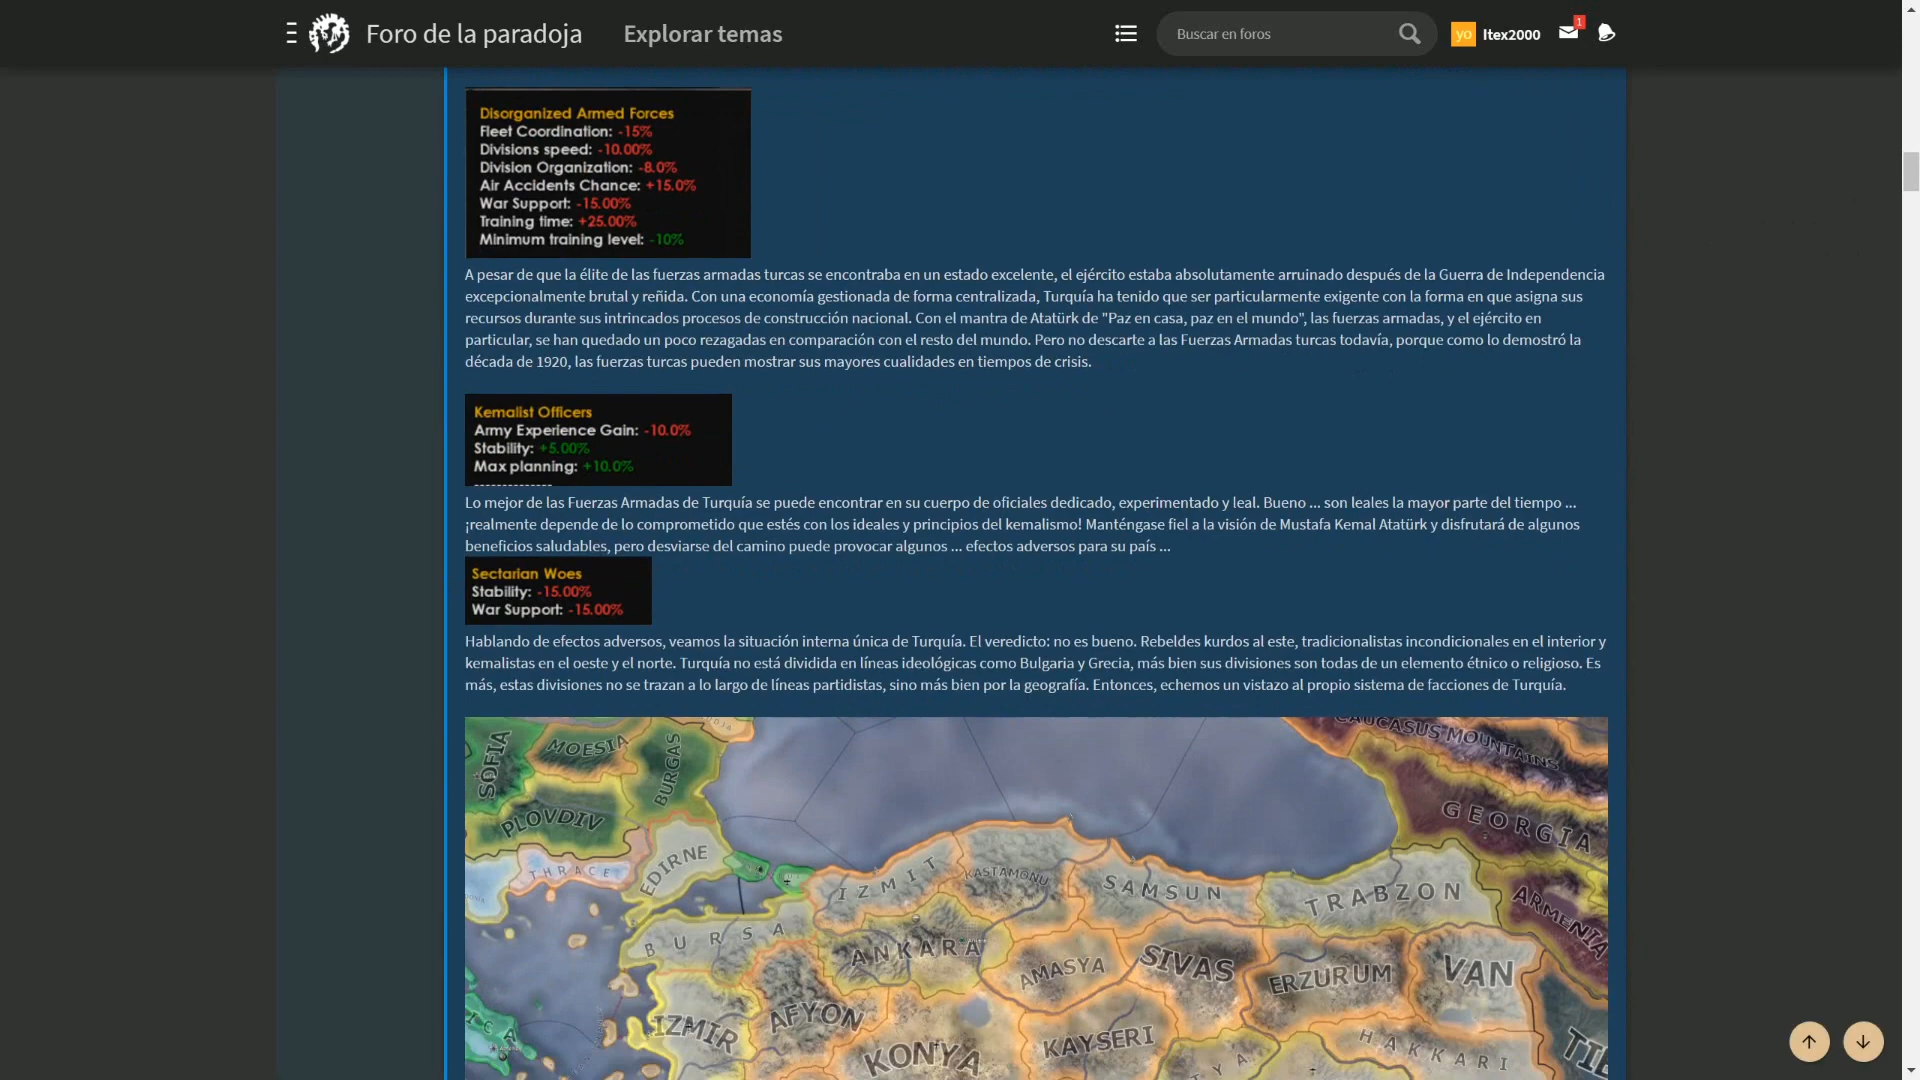 Foro de la paradoja
Explorar temas
Buscar en foros
yo
Itex2000
1
Disorganized Armed Forces
Fleet Coordination: -15%
Divisions speed: -10.00%
Division Organization: -8.0%
Air Accidents Chance: +15.0%
War Support: -15.00%
Training time: +25.00%
Minimum training level: -10%
A pesar de que la élite de las fuerzas armadas turcas se encontraba en un estado excelente, el ejército estaba absolutamente arruinado después de la Guerra de Independencia
excepcionalmente brutal y reñida. Con una economía gestionada de forma centralizada, Turquía ha tenido que ser particularmente exigente con la forma en que asigna sus
recursos durante sus intrincados procesos de construcción nacional. Con el mantra de Atatürk de "Paz en casa, paz en el mundo", las fuerzas armadas, y el ejército en
particular, se han quedado un poco rezagadas en comparación con el resto del mundo. Pero no descarte a las Fuerzas Armadas turcas todavía, porque como lo demostró la
década de 1920, las fuerzas turcas pueden mostrar sus mayores cualidades en tiempos de crisis.
Kemalist Officers
Army Experience Gain: -10.0%
Stability: +5.00%
Max planning: +10.0%
--------------
Lo mejor de las Fuerzas Armadas de Turquía se puede encontrar en su cuerpo de oficiales dedicado, experimentado y leal. Bueno ... son leales la mayor parte del tiempo ...
¡realmente depende de lo comprometido que estés con los ideales y principios del kemalismo! Manténgase fiel a la visión de Mustafa Kemal Atatürk y disfrutará de algunos
beneficios saludables, pero desviarse del camino puede provocar algunos ... efectos adversos para su país ...
Sectarian Woes
Stability: -15.00%
War Support: -15.00%
Hablando de efectos adversos, veamos la situación interna única de Turquía. El veredicto: no es bueno. Rebeldes kurdos al este, tradicionalistas incondicionales en el interior y
kemalistas en el oeste y el norte. Turquía no está dividida en líneas ideológicas como Bulgaria y Grecia, más bien sus divisiones son todas de un elemento étnico o religioso. Es
más, estas divisiones no se trazan a lo largo de líneas partidistas, sino más bien por la geografía. Entonces, echemos un vistazo al propio sistema de facciones de Turquía.
SOFIA
MOESIA
BURGAS
CAUCASUS MOUNTAINS
PLOVDIV
GEORGIA
THRACE
EDIRNE
IZMIT
KASTAMONU
SAMSUN
TRABZON
ARMENIA
BURSA
ANKARA
AMASYA
SIVAS
ERZURUM
VAN
IZMIR
AFYON
KONYA
KAYSERI
HAKKARI